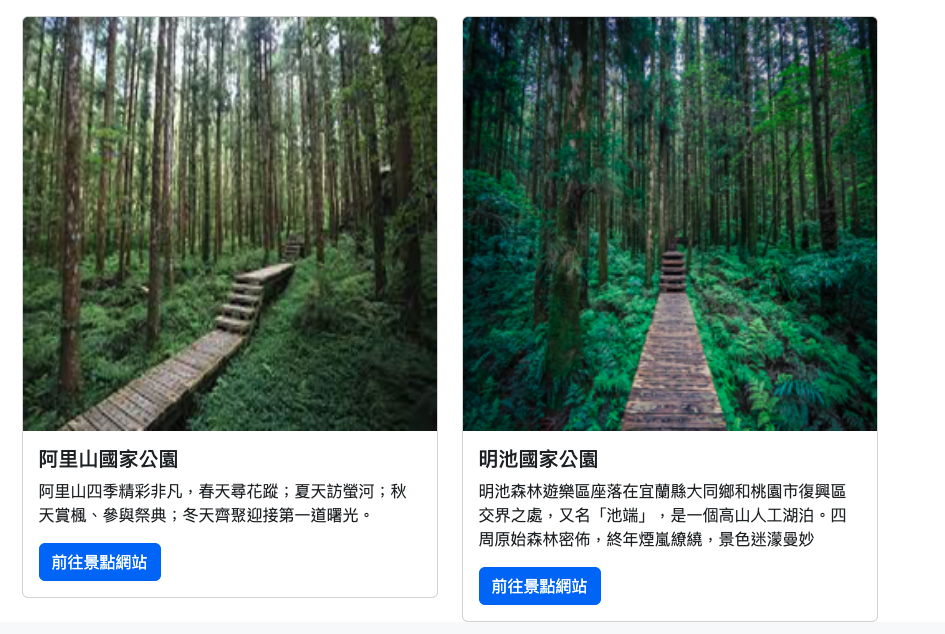 阿里山國家公園
阿里山四季精彩非凡，春天尋花蹤；夏天訪螢河；秋
天賞楓、參與祭典；冬天齊聚迎接第一道曙光。
前往景點網站
明池國家公園
明池森林遊樂區座落在宜蘭縣大同鄉和桃園市復興區
交界之處，又名「池端」，是一個高山人工湖泊。四
周原始森林密佈，終年煙嵐繚繞，景色迷濛曼妙
前往景點網站